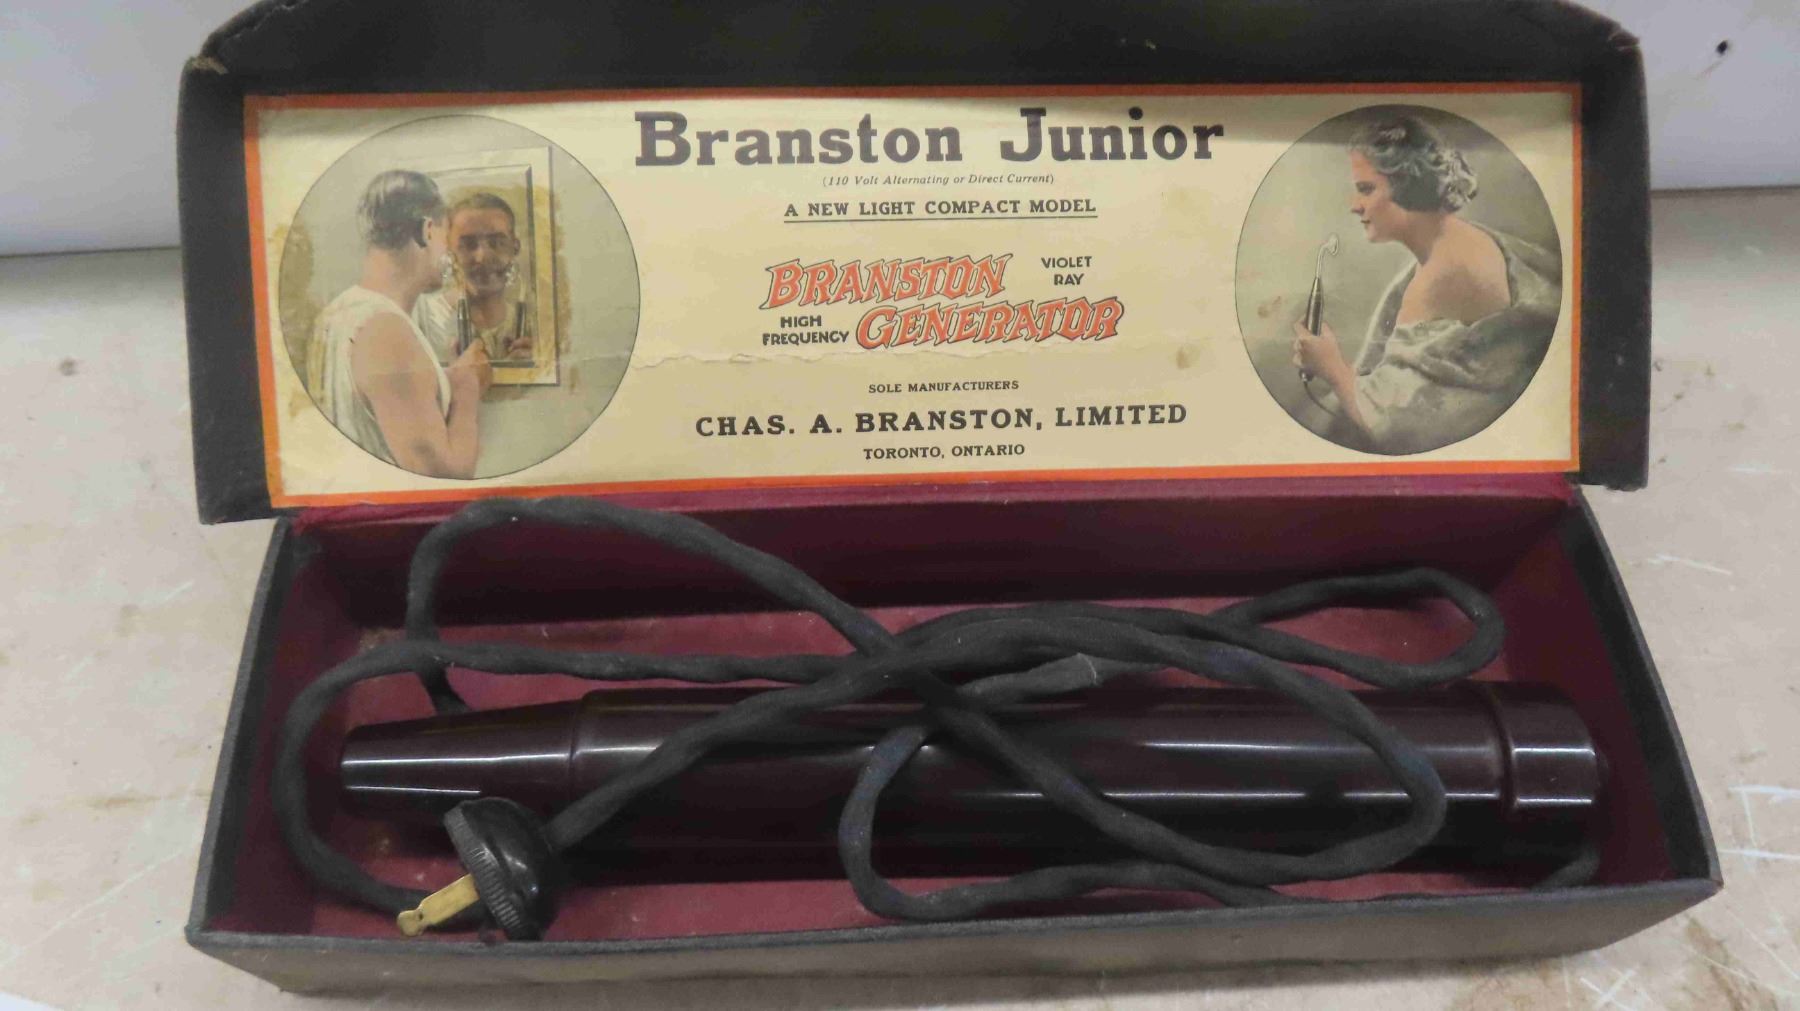 Branston Junior
(110 Volt Alternating or Direct Current)
A NEW LIGHT COMPACT MODEL
BRANSTON VIOLET RAY
HIGH FREQUENCY GENERATOR
SOLE MANUFACTURERS
CHAS. A. BRANSTON, LIMITED
TORONTO, ONTARIO